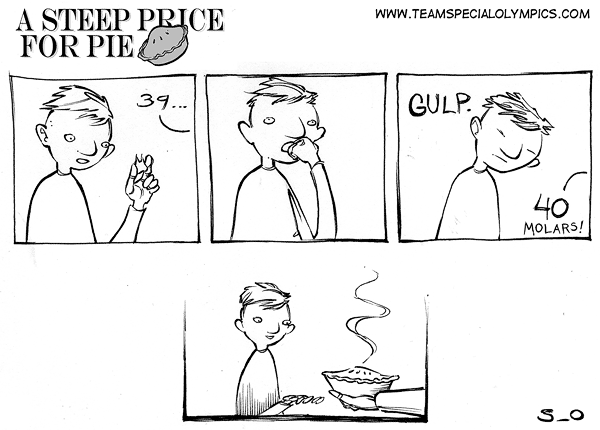 A STEEP PRICE
FOR PIE
WWW.TEAMSPECIALOLYMPICS.COM
39...
GULP.
40
MOLARS!
S_O